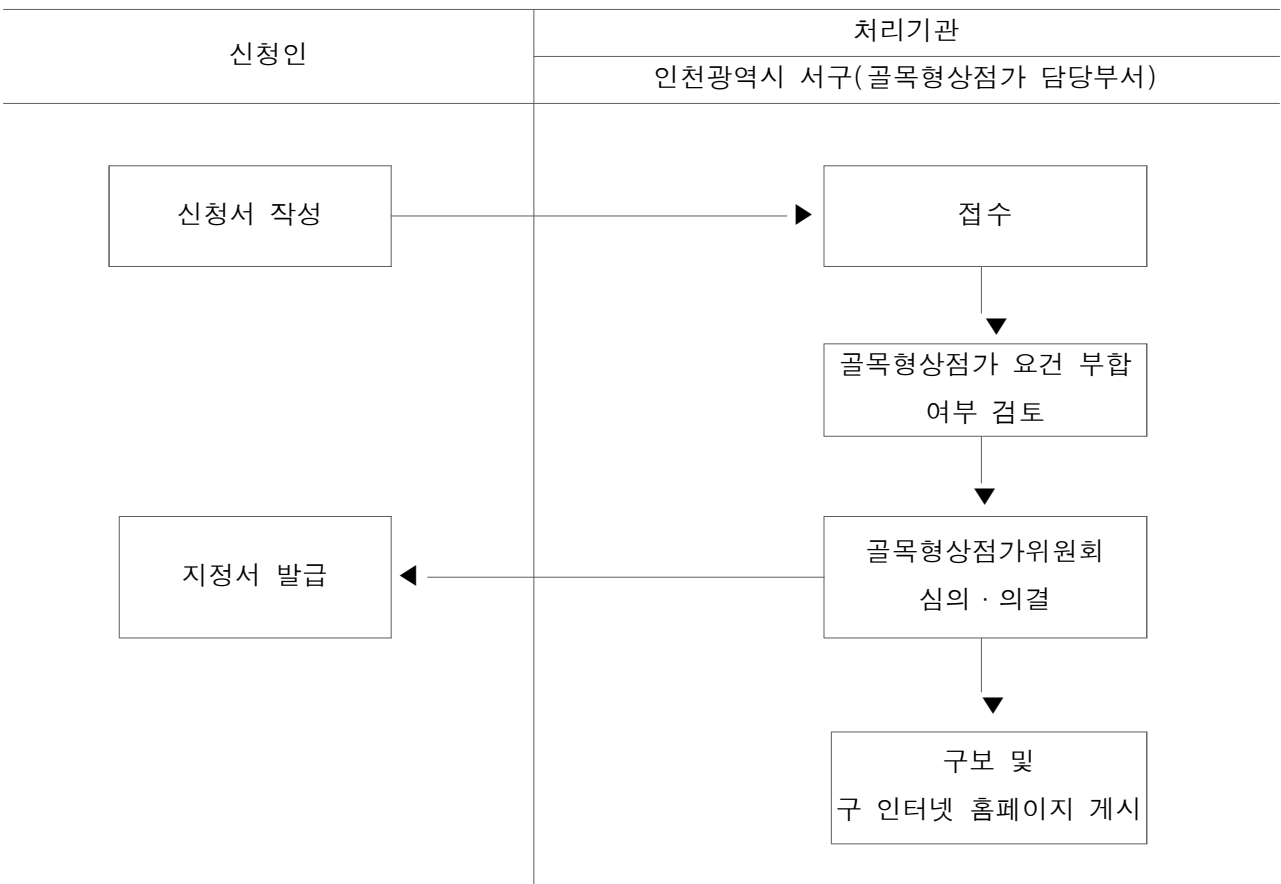 신청인
처리기관
인천광역시 서구(골목형상점가 담당부서)
신청서 작성
접수
골목형상점가 요건 부합
여부 검토
골목형상점가위원회
심의 · 의결
지정서 발급
구보 및
구 인터넷 홈페이지 게시